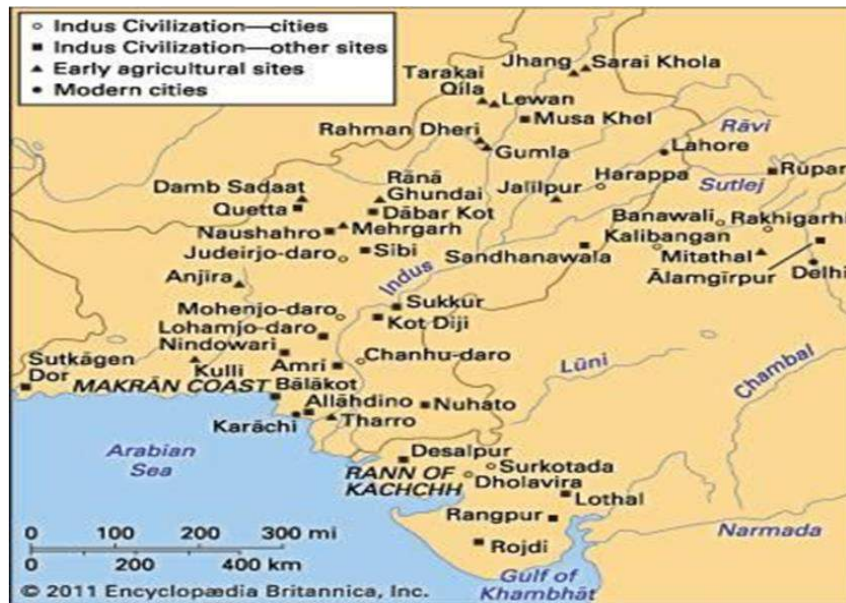 Indus Civilization—cities
Indus Civilization—other sites
Early agricultural sites
Modern cities
Jhang
Sarai Khola
Tarakai
Qila
Lewan
Musa Khel
Rahman Dheri
Gumla
Rāvi
Lahore
Rānā
Ghundai
Damb Sadaat
Quetta
Dābar Kot
Jalilpur
Harappa
Sutlej
Rūpar
Naushahro
Mehrgarh
Banawali
Rakhigarhi
Kalibangan
Judeirjo-daro
Sibi
Sandhanawala
Mitathal
Ālamgīrpur
Delhi
Anjīra
Indus
Mohenjo-daro
Sukkur
Kot Diji
Lohamjo-daro
Nindowari
Chanhu-daro
Sutkāgen
Dor
Kulli
Amri
Lūni
Chambal
MAKRĀN COAST
Bālākot
Allāhdino
Nuhato
Karāchi
Tharro
Arabian
Sea
Desalpur
RANN OF
KACHCHH
Surkotada
Dholavira
Lothal
Rangpur
Narmada
Rojdi
Gulf of
Khambhāt
0 100 200 300 mi
0 200 400 km
© 2011 Encyclopædia Britannica, Inc.